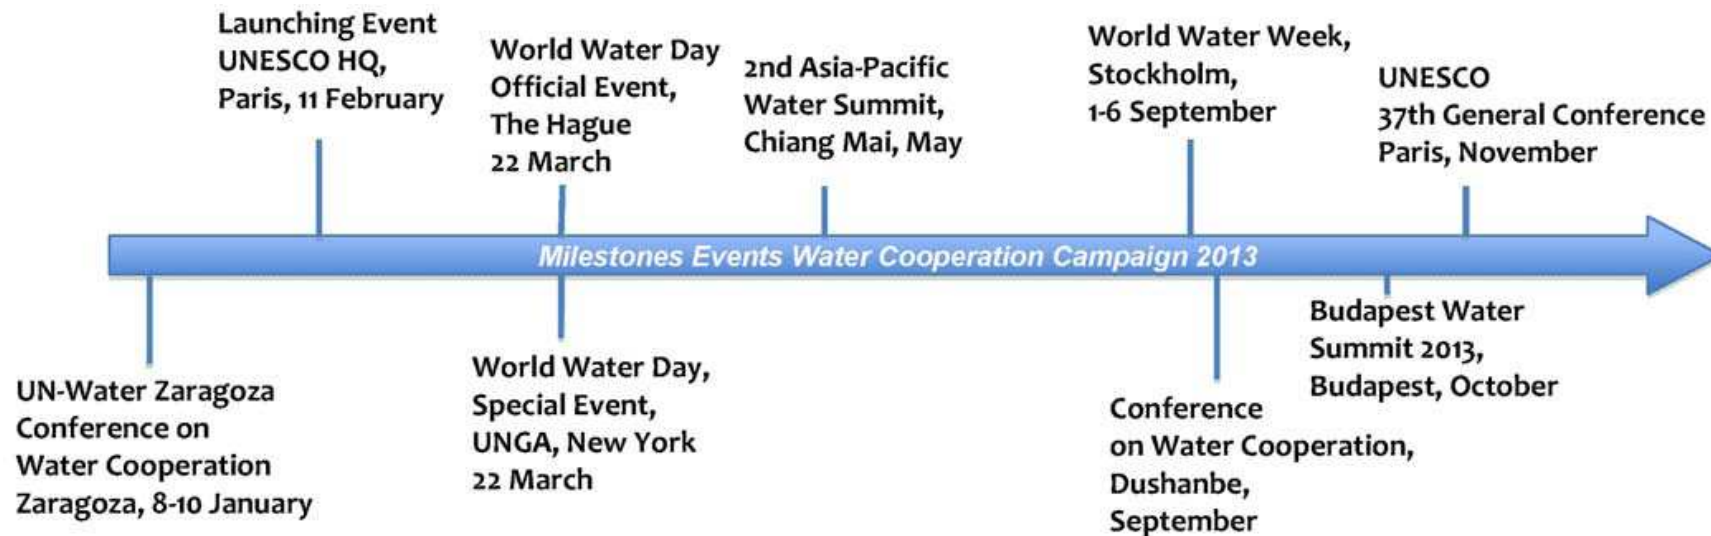 Launching Event
UNESCO HQ,
Paris, 11 February
World Water Day
Official Event,
The Hague
22 March
2nd Asia-Pacific
Water Summit,
Chiang Mai, May
World Water Week,
Stockholm,
1-6 September
UNESCO
37th General Conference
Paris, November
Milestones Events Water Cooperation Campaign 2013
UN-Water Zaragoza
Conference on
Water Cooperation
Zaragoza, 8-10 January
World Water Day,
Special Event,
UNGA, New York
22 March
Conference
on Water Cooperation,
Dushanbe,
September
Budapest Water
Summit 2013,
Budapest, October